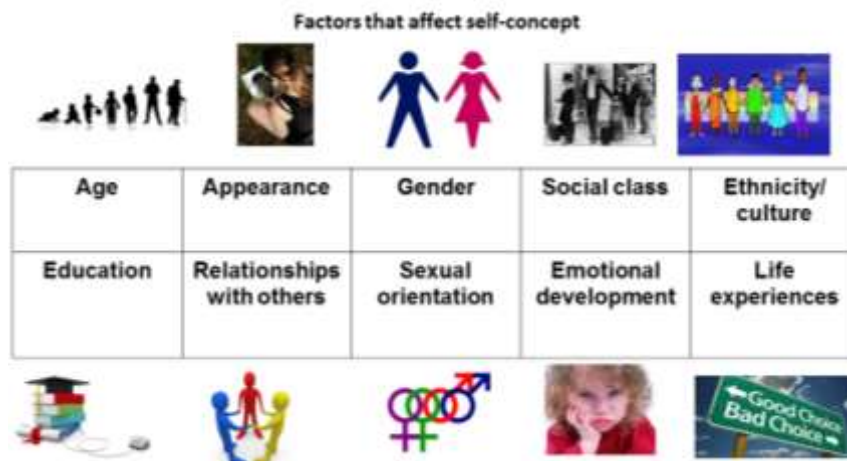 Factors that affect self-concept
Age
Appearance
Gender
Social class
Ethnicity/
culture
Education
Relationships
with others
Sexual
orientation
Emotional
development
Life
experiences
Good Choice
Bad Choice